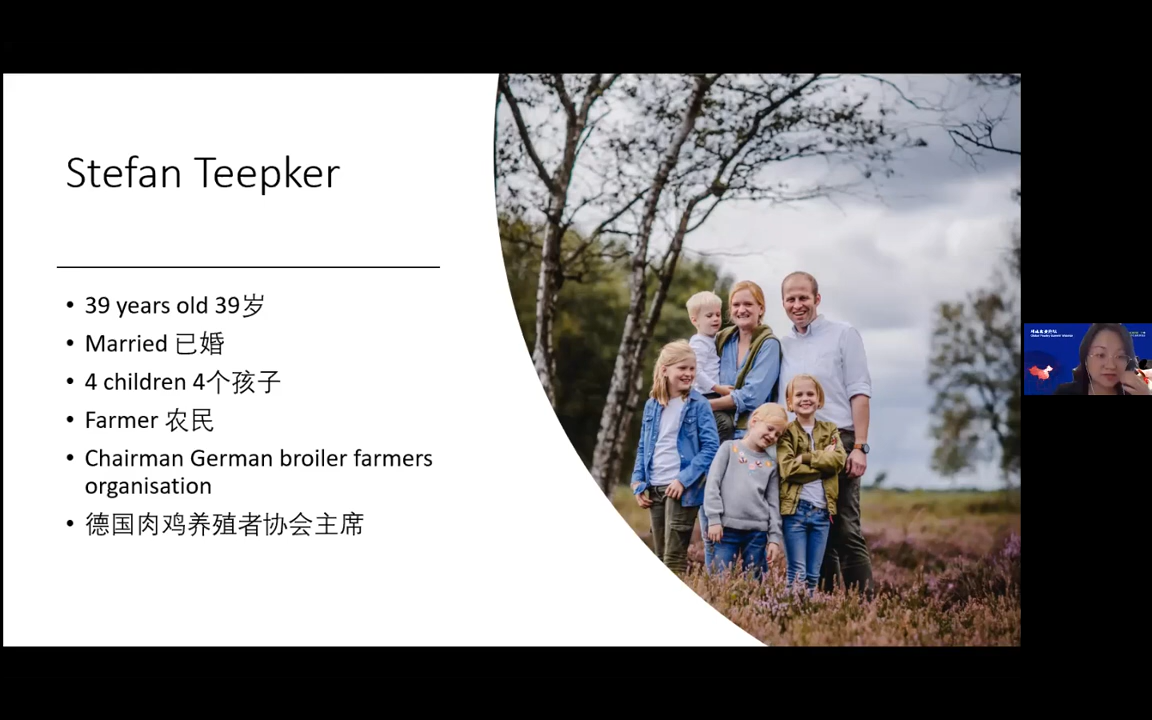 Stefan Teepker
• 39 years old 39岁
• Married 已婚
• 4 children 4个孩子
• Farmer 农民
• Chairman German broiler farmers
organisation
• 德国肉鸡养殖者协会主席